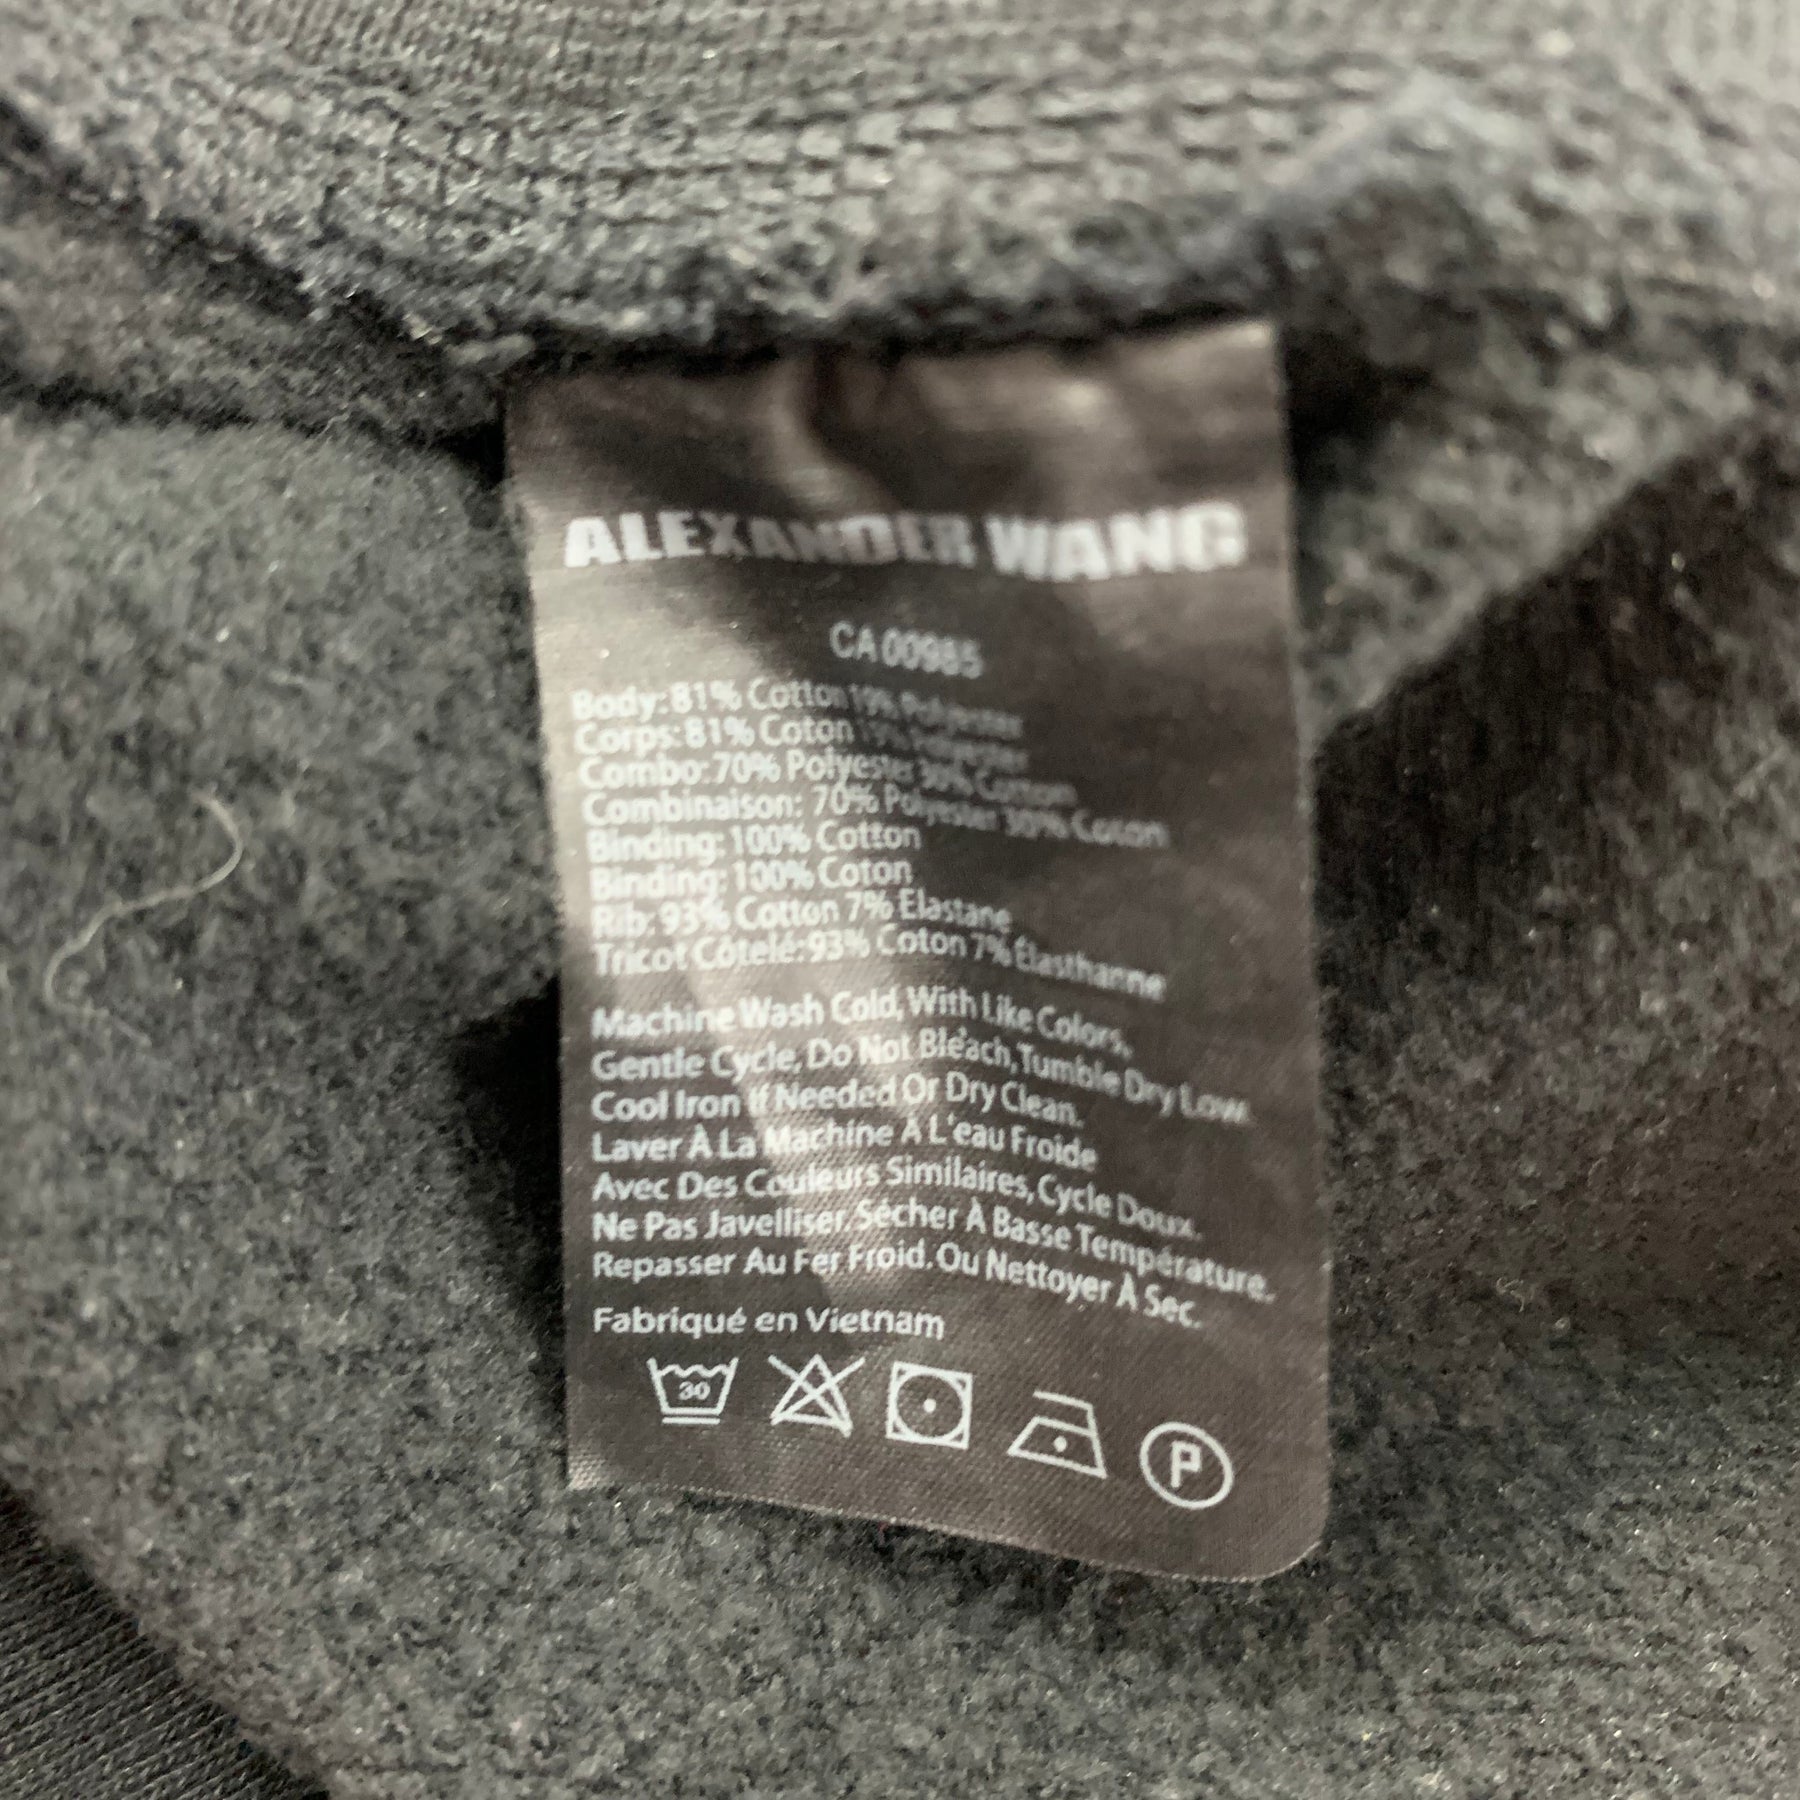 ALEXANDER WANG
CA 00985
Body: 81% Cotton 19% Polyester
Corps: 81% Coton 19% Polyester
Combo: 70% Polyester 30% Cotton
Combinaison: 70% Polyester 30% Coton
Binding: 100% Cotton
Binding: 100% Coton
Rib: 93% Cotton 7% Elastane
Tricot Côtelé: 93% Coton 7% Élasthanne
Machine Wash Cold, With Like Colors,
Gentle Cycle, Do Not Bleach, Tumble Dry Low.
Cool Iron If Needed Or Dry Clean.
Laver À La Machine À L'eau Froide
Avec Des Couleurs Similaires, Cycle Doux.
Ne Pas Javelliser. Sécher À Basse Température.
Repasser Au Fer Froid. Ou Nettoyer À Sec.
Fabriqué en Vietnam
30 P